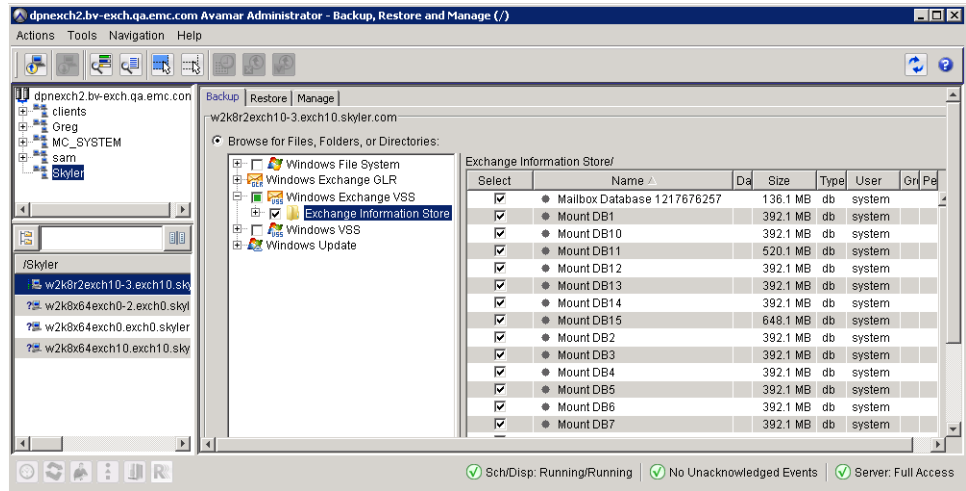 dpnexch2.bv-exch.qa.emc.com Avamar Administrator - Backup, Restore and Manage (/)
Actions Tools Navigation Help
dpnexch2.bv-exch.qa.emc.con
clients
Greg
MC_SYSTEM
sam
Skyler
/Skyler
w2k8r2exch10-3.exch10.sky
w2k8x64exch0-2.exch0.skyl
w2k8x64exch0.exch0.skyler
w2k8x64exch10.exch10.sky
Backup Restore Manage
w2k8r2exch10-3.exch10.skyler.com
Browse for Files, Folders, or Directories:
Windows File System
GLR Windows Exchange GLR
VSS Windows Exchange VSS
Exchange Information Store
VSS Windows VSS
Windows Update
Exchange Information Store/
Select Name Da Size Type User Gr Pe
Mailbox Database 1217676257 136.1 MB db system
Mount DB1 392.1 MB db system
Mount DB10 392.1 MB db system
Mount DB11 520.1 MB db system
Mount DB12 392.1 MB db system
Mount DB13 392.1 MB db system
Mount DB14 392.1 MB db system
Mount DB15 648.1 MB db system
Mount DB2 392.1 MB db system
Mount DB3 392.1 MB db system
Mount DB4 392.1 MB db system
Mount DB5 392.1 MB db system
Mount DB6 392.1 MB db system
Mount DB7 392.1 MB db system
Sch/Disp: Running/Running No Unacknowledged Events Server: Full Access